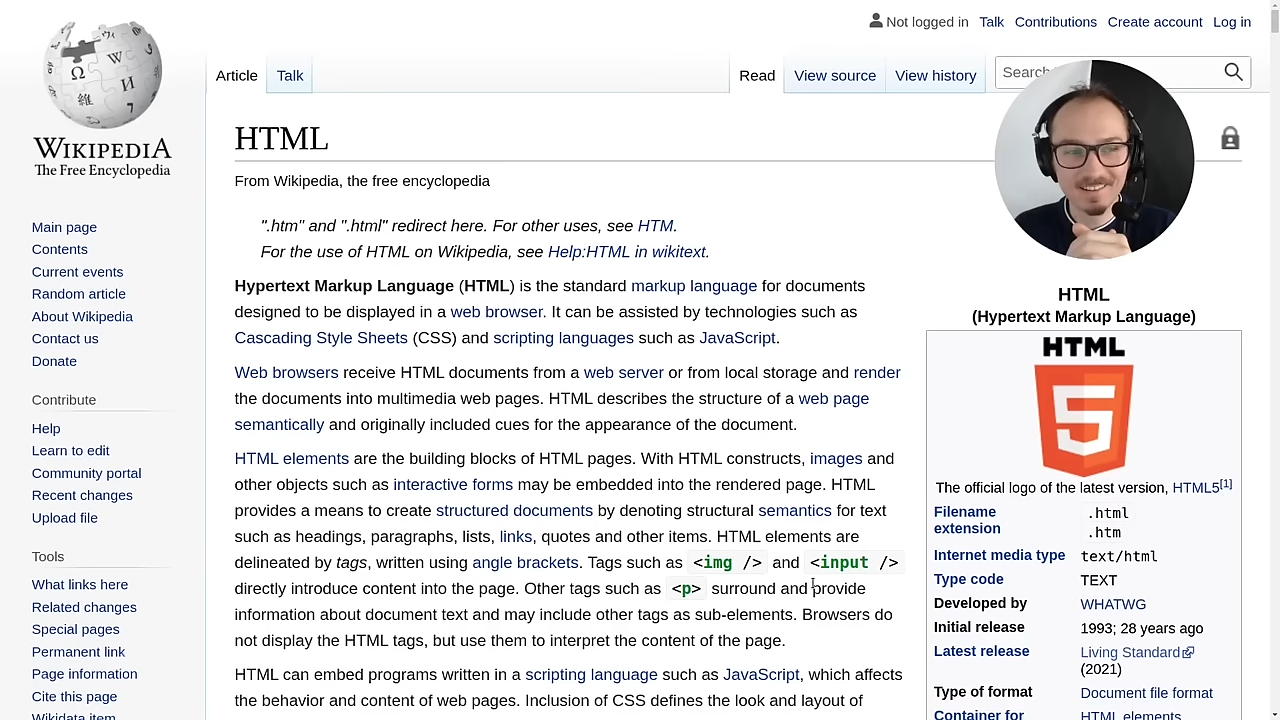 Not logged in Talk Contributions Create account Log in
Article Talk Read View source View history Search
WIKIPEDIA
The Free Encyclopedia
Main page
Contents
Current events
Random article
About Wikipedia
Contact us
Donate
Contribute
Help
Learn to edit
Community portal
Recent changes
Upload file
Tools
What links here
Related changes
Special pages
Permanent link
Page information
Cite this page
Wikidata item
HTML
From Wikipedia, the free encyclopedia
".htm" and ".html" redirect here. For other uses, see HTM.
For the use of HTML on Wikipedia, see Help:HTML in wikitext.
Hypertext Markup Language (HTML) is the standard markup language for documents
designed to be displayed in a web browser. It can be assisted by technologies such as
Cascading Style Sheets (CSS) and scripting languages such as JavaScript.
Web browsers receive HTML documents from a web server or from local storage and render
the documents into multimedia web pages. HTML describes the structure of a web page
semantically and originally included cues for the appearance of the document.
HTML elements are the building blocks of HTML pages. With HTML constructs, images and
other objects such as interactive forms may be embedded into the rendered page. HTML
provides a means to create structured documents by denoting structural semantics for text
such as headings, paragraphs, lists, links, quotes and other items. HTML elements are
delineated by tags, written using angle brackets. Tags such as <img /> and <input />
directly introduce content into the page. Other tags such as <p> surround and provide
information about document text and may include other tags as sub-elements. Browsers do
not display the HTML tags, but use them to interpret the content of the page.
HTML can embed programs written in a scripting language such as JavaScript, which affects
the behavior and content of web pages. Inclusion of CSS defines the look and layout of
HTML
(Hypertext Markup Language)
HTML
5
The official logo of the latest version, HTML5[1]
Filename extension .html
.htm
Internet media type text/html
Type code TEXT
Developed by WHATWG
Initial release 1993; 28 years ago
Latest release Living Standard
(2021)
Type of format Document file format
Container for HTML elements